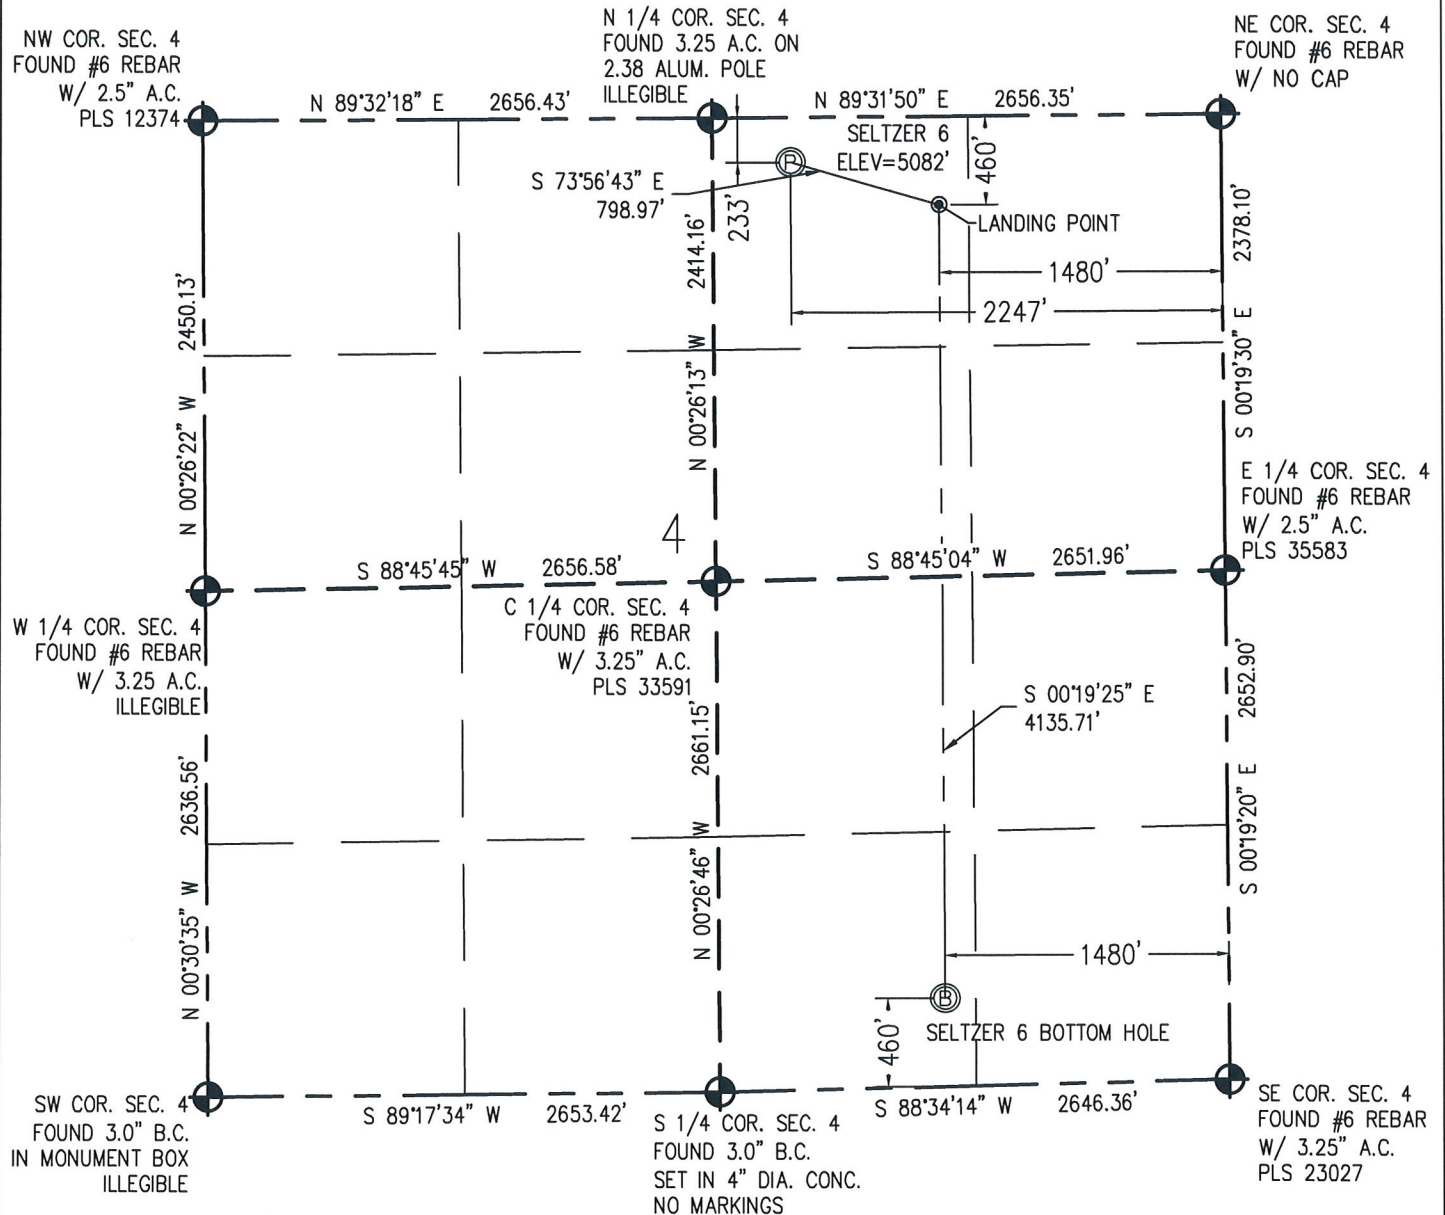 NW COR. SEC. 4
FOUND #6 REBAR
W/ 2.5" A.C.
PLS 12374
N 1/4 COR. SEC. 4
FOUND 3.25 A.C. ON
2.38 ALUM. POLE
ILLEGIBLE
NE COR. SEC. 4
FOUND #6 REBAR
W/ NO CAP
N 89°32'18" E 2656.43'
N 89°31'50" E 2656.35'
SELTZER 6
ELEV=5082'
460'
P
S 73°56'43" E
798.97'
233'
LANDING POINT
1480'
2247'
2450.13'
N 00°26'22" W
2414.16'
N 00°26'13" W
2378.10'
S 00°19'30" E
E 1/4 COR. SEC. 4
FOUND #6 REBAR
W/ 2.5" A.C.
PLS 35583
4
S 88°45'45" W 2656.58'
S 88°45'04" W 2651.96'
W 1/4 COR. SEC. 4
FOUND #6 REBAR
W/ 3.25 A.C.
ILLEGIBLE
C 1/4 COR. SEC. 4
FOUND #6 REBAR
W/ 3.25" A.C.
PLS 33591
S 00°19'25" E
4135.71'
2636.56'
N 00°30'35" W
2661.15'
N 00°26'46" W
2652.90'
S 00°19'20" E
1480'
B
460'
SELTZER 6 BOTTOM HOLE
SW COR. SEC. 4
FOUND 3.0" B.C.
IN MONUMENT BOX
ILLEGIBLE
S 89°17'34" W 2653.42'
S 1/4 COR. SEC. 4
FOUND 3.0" B.C.
SET IN 4" DIA. CONC.
NO MARKINGS
S 88°34'14" W 2646.36'
SE COR. SEC. 4
FOUND #6 REBAR
W/ 3.25" A.C.
PLS 23027